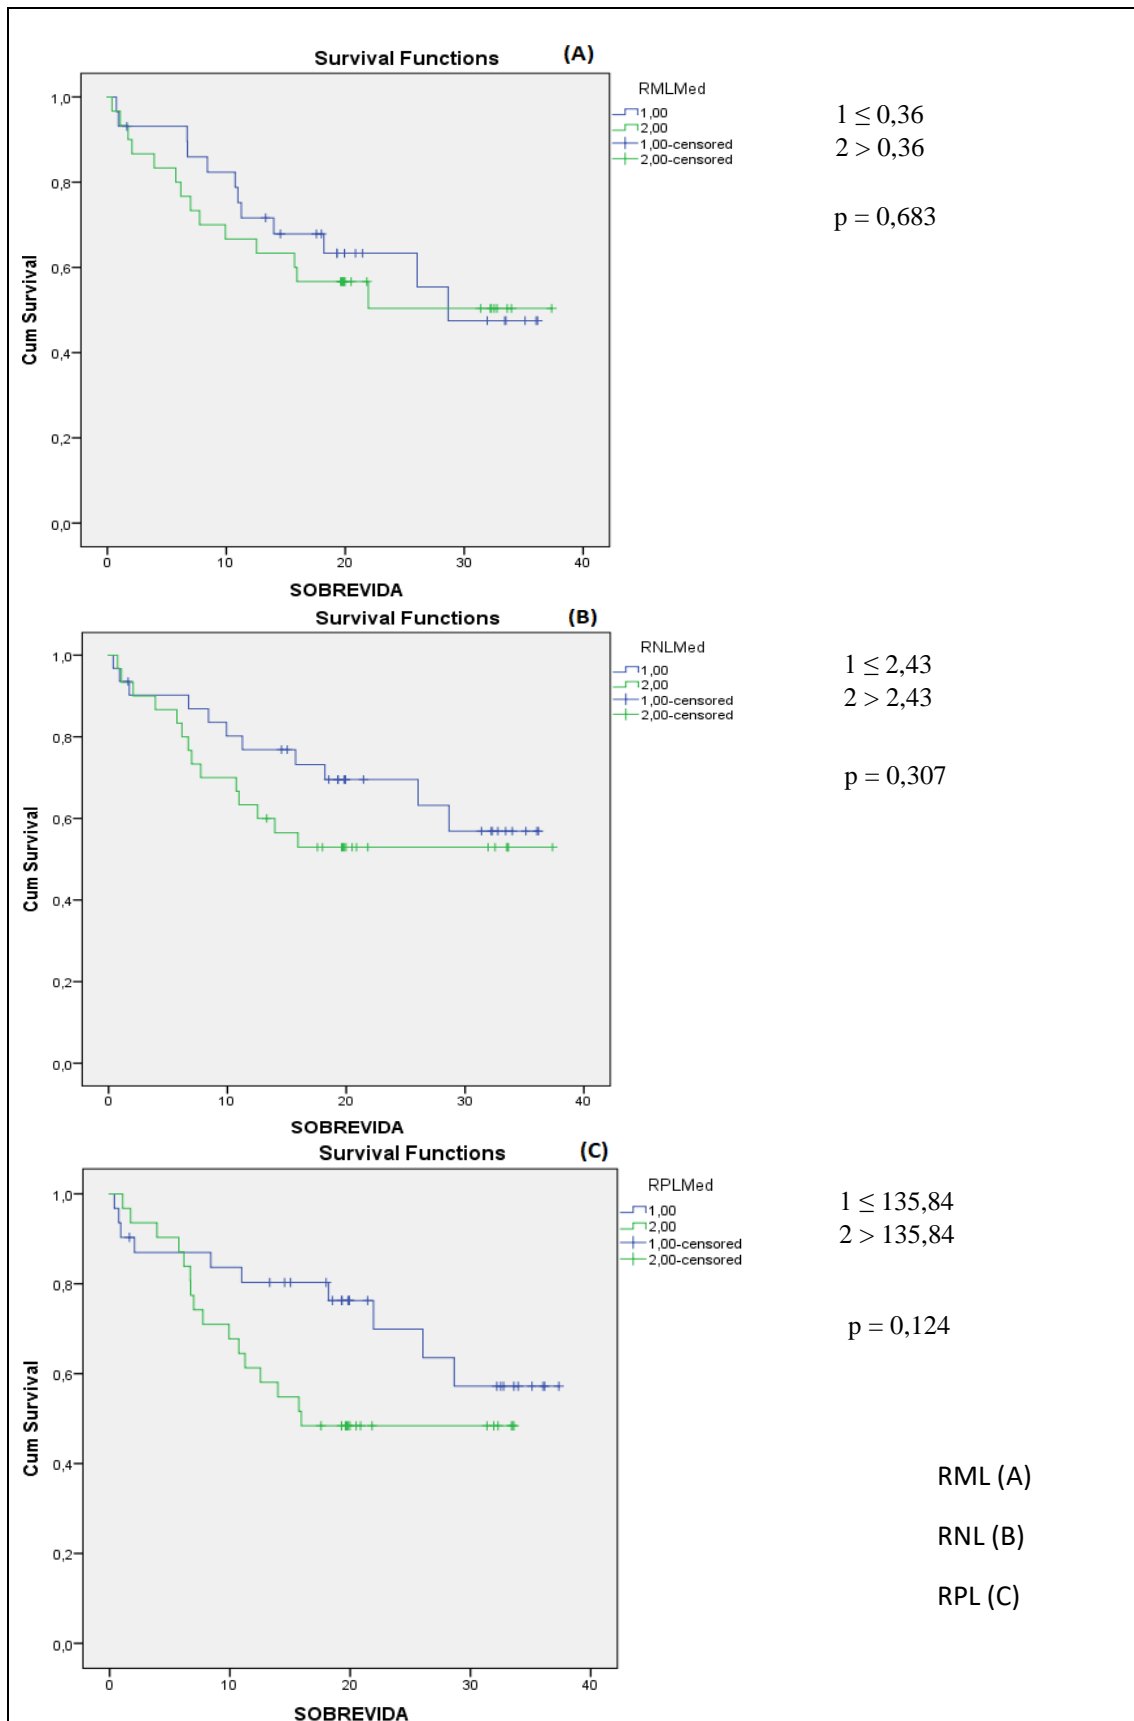 Survival Functions (A)
RMLMed
1,00
2,00
1,00-censored
2,00-censored
1 ≤ 0,36
2 > 0,36
p = 0,683
Cum Survival
1,0
0,8
0,6
0,4
0,2
0,0
0 10 20 30 40
SOBREVIDA
Survival Functions (B)
RNLMed
1,00
2,00
1,00-censored
2,00-censored
1 ≤ 2,43
2 > 2,43
p = 0,307
Cum Survival
1,0
0,8
0,6
0,4
0,2
0,0
0 10 20 30 40
SOBREVIDA
Survival Functions (C)
RPLMed
1,00
2,00
1,00-censored
2,00-censored
1 ≤ 135,84
2 > 135,84
p = 0,124
Cum Survival
1,0
0,8
0,6
0,4
0,2
0,0
0 10 20 30 40
SOBREVIDA
RML (A)
RNL (B)
RPL (C)